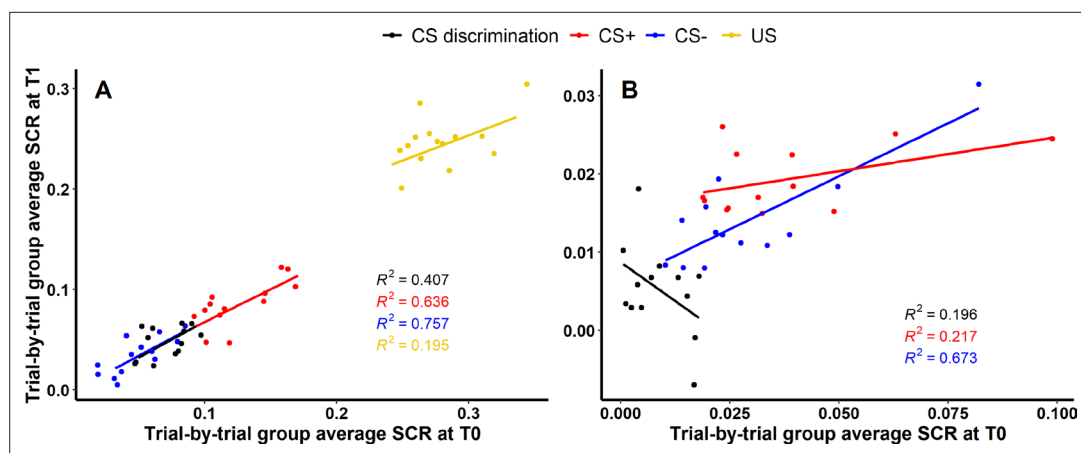 CS discrimination CS+ CS- US
A
Trial-by-trial group average SCR at T1
0.3
0.2
0.1
0.0
R² = 0.407
R² = 0.636
R² = 0.757
R² = 0.195
0.1 0.2 0.3
Trial-by-trial group average SCR at T0
B
0.03
0.02
0.01
0.00
R² = 0.196
R² = 0.217
R² = 0.673
0.000 0.025 0.050 0.075 0.100
Trial-by-trial group average SCR at T0